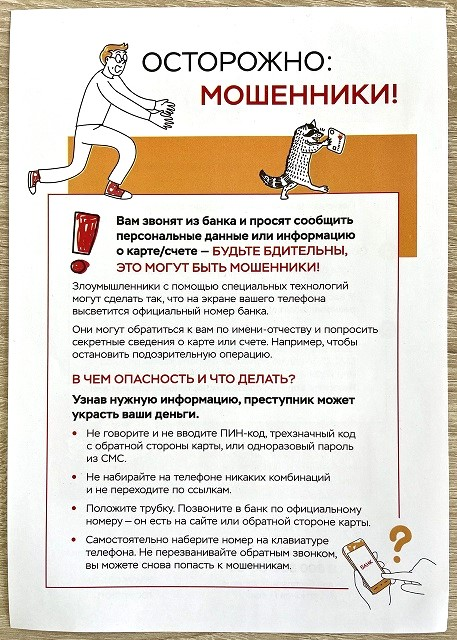 ОСТОРОЖНО:
МОШЕННИКИ!
Вам звонят из банка и просят сообщить
персональные данные или информацию
о карте/счете – БУДЬТЕ БДИТЕЛЬНЫ,
ЭТО МОГУТ БЫТЬ МОШЕННИКИ!
Злоумышленники с помощью специальных технологий
могут сделать так, что на экране вашего телефона
высветится официальный номер банка.
Они могут обратиться к вам по имени-отчеству и попросить
секретные сведения о карте или счете. Например, чтобы
остановить подозрительную операцию.
В ЧЕМ ОПАСНОСТЬ И ЧТО ДЕЛАТЬ?
Узнав нужную информацию, преступник может
украсть ваши деньги.
• Не говорите и не вводите ПИН-код, трехзначный код
с обратной стороны карты, или одноразовый пароль
из СМС.
• Не набирайте на телефоне никаких комбинаций
и не переходите по ссылкам.
• Положите трубку. Позвоните в банк по официальному
номеру – он есть на сайте или обратной стороне карты.
• Самостоятельно наберите номер на клавиатуре
телефона. Не перезванивайте обратным звонком,
вы можете снова попасть к мошенникам.
?
БАНК